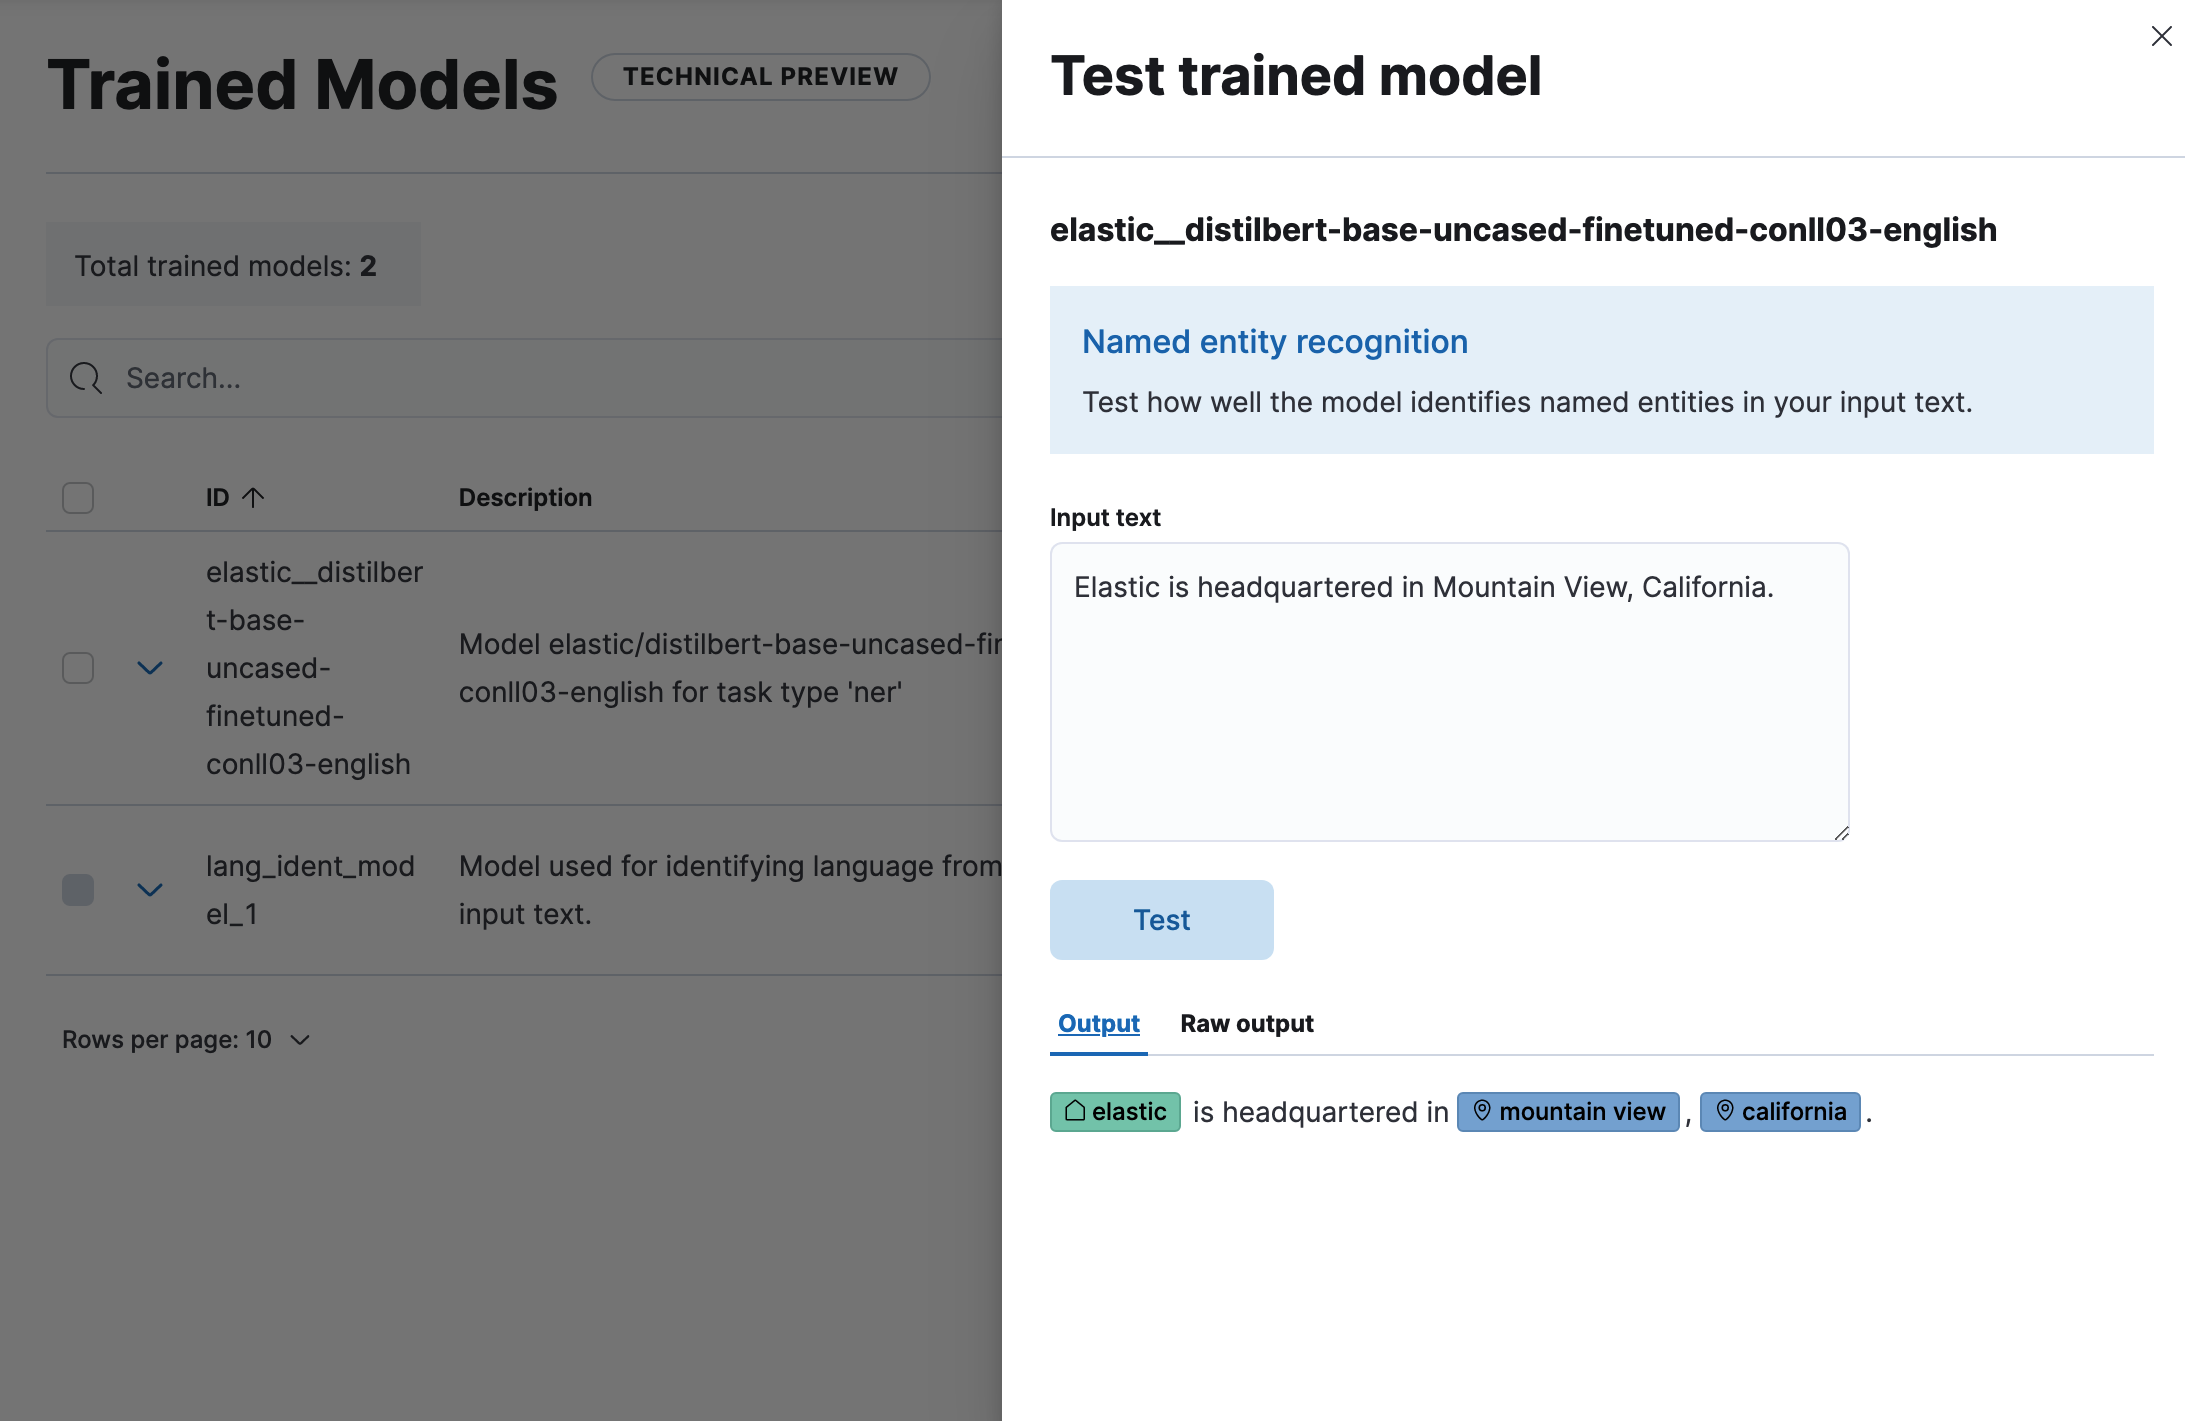 Trained Models
TECHNICAL PREVIEW
Total trained models: 2
Search...
ID Description
elastic__distilber
t-base-
uncased-
finetuned-
conll03-english
Model elastic/distilbert-base-uncased-fin
conll03-english for task type 'ner'
lang_ident_mod
el_1
Model used for identifying language from
input text.
Rows per page: 10
Test trained model
elastic__distilbert-base-uncased-finetuned-conll03-english
Named entity recognition
Test how well the model identifies named entities in your input text.
Input text
Elastic is headquartered in Mountain View, California.
Test
Output Raw output
elastic is headquartered in mountain view , california .